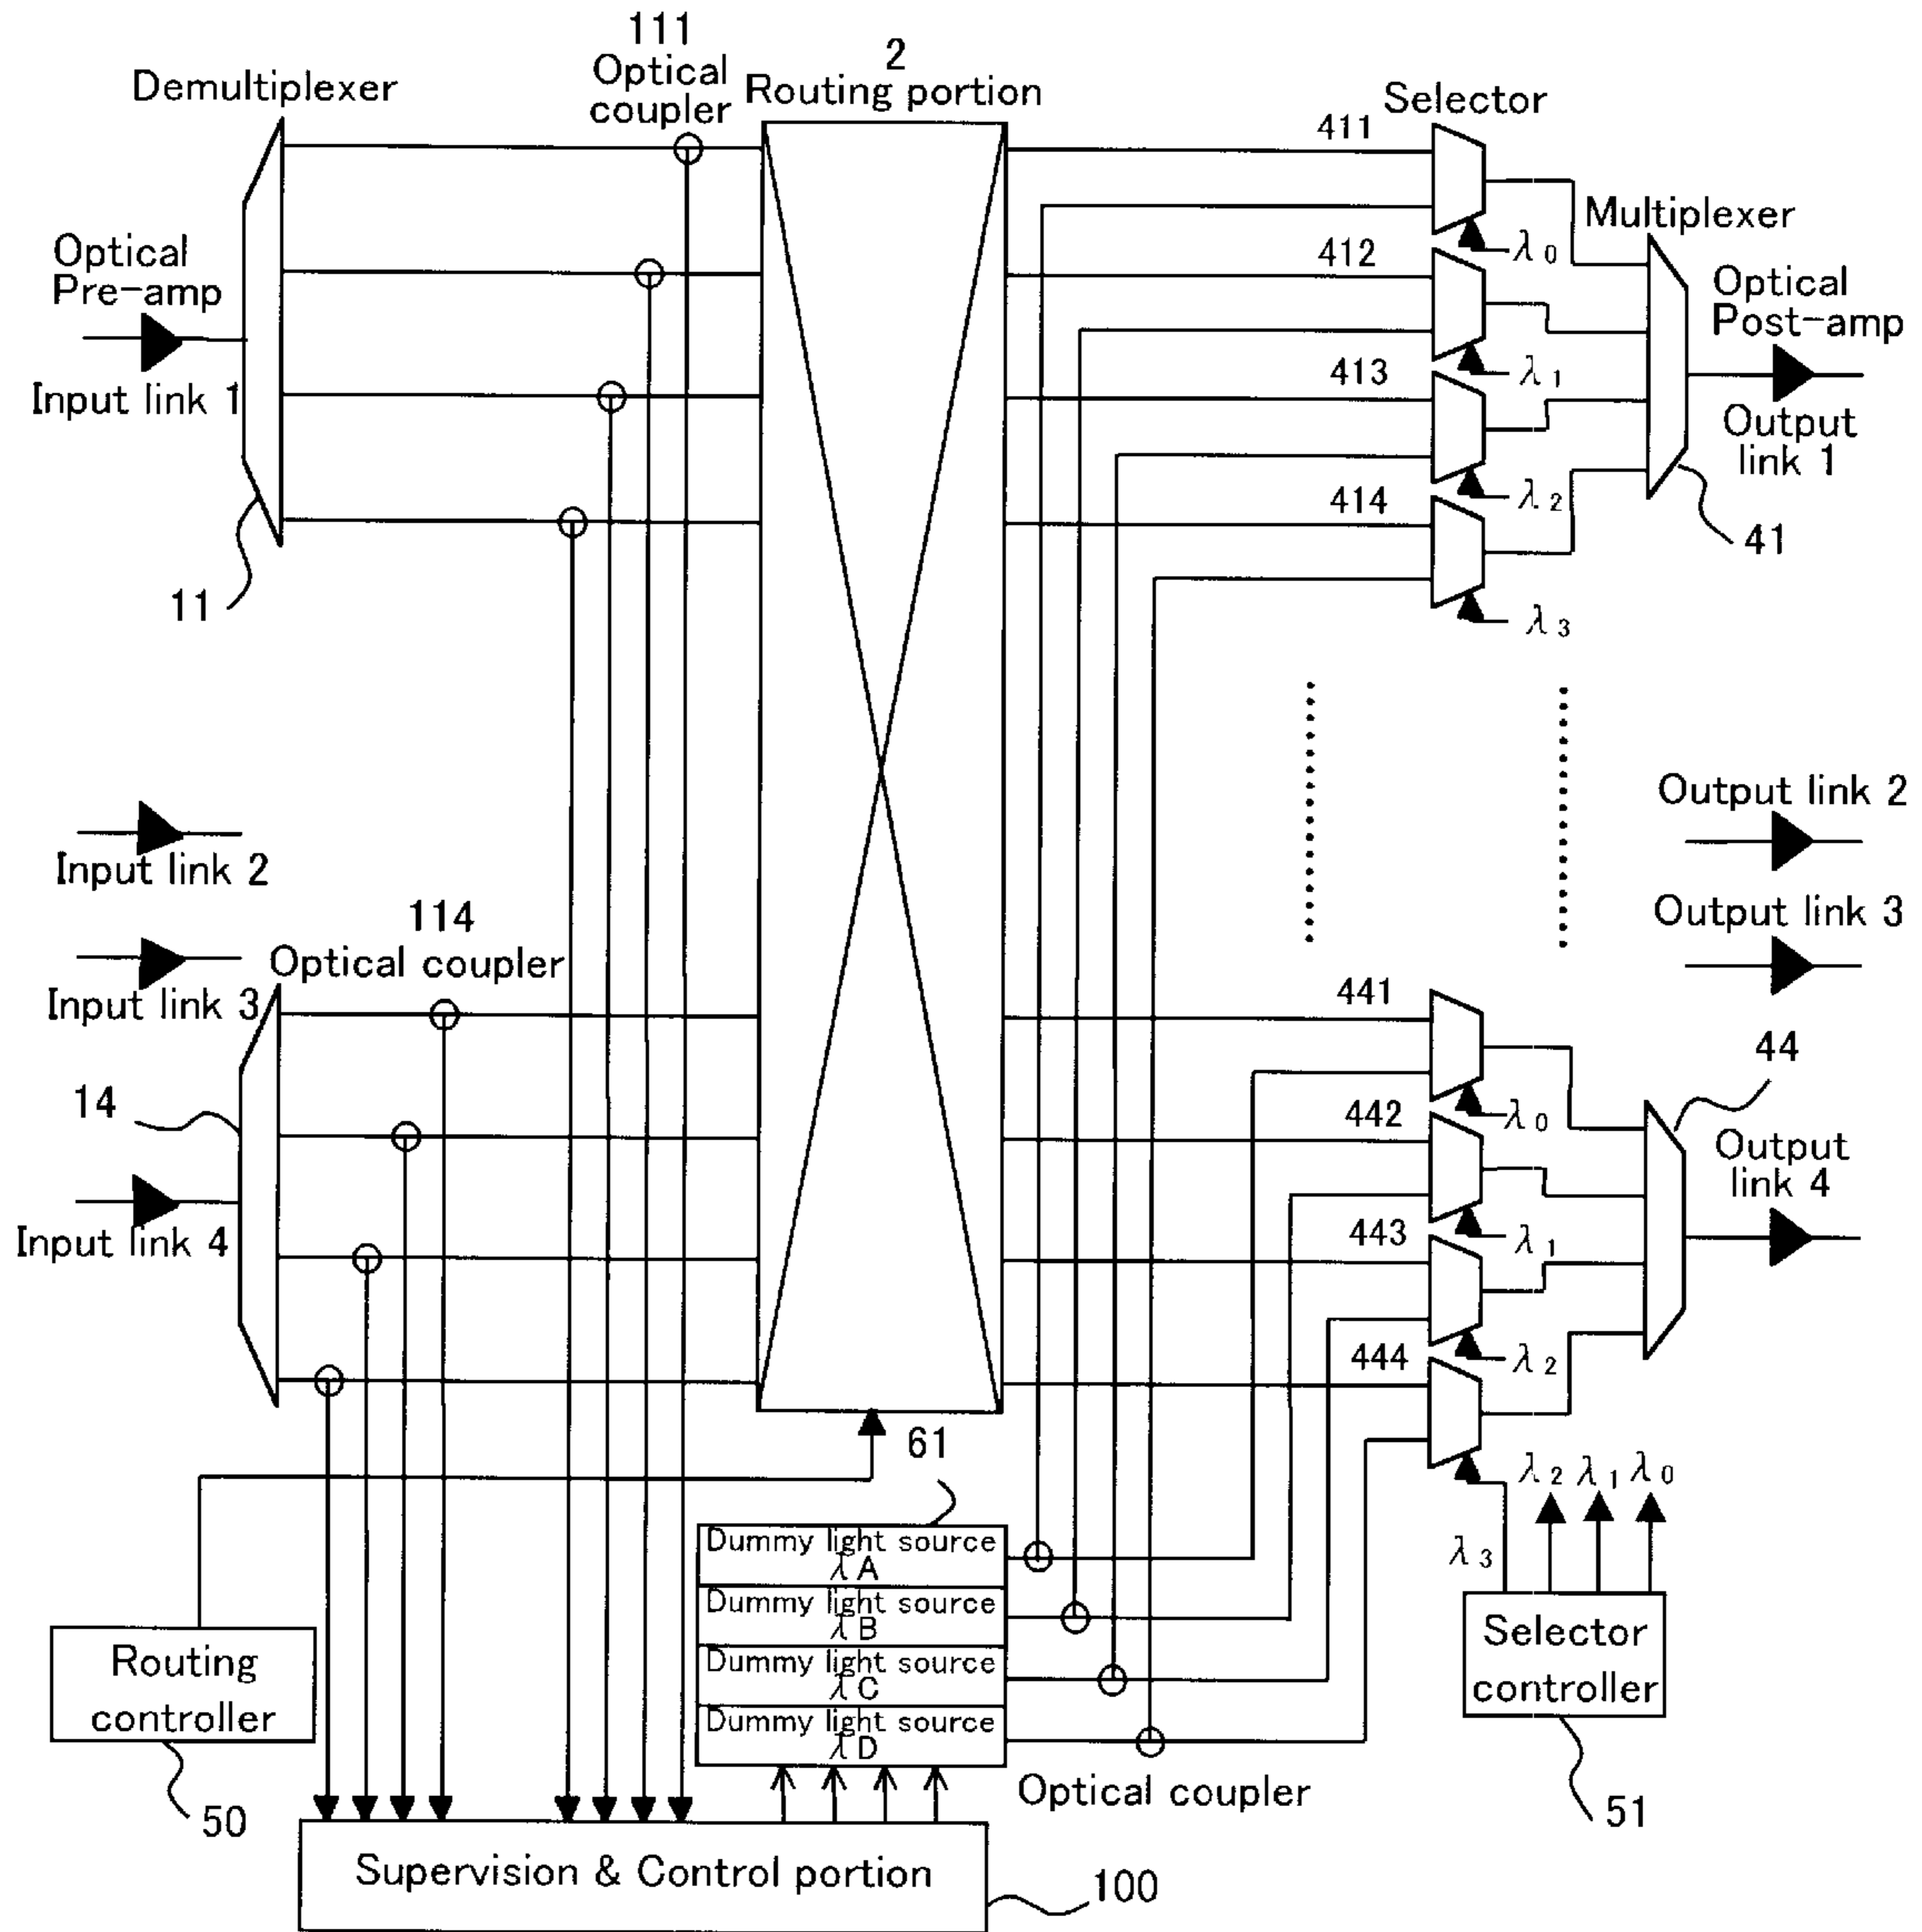 111
Optical
coupler
2
Routing portion
Demultiplexer
Selector
411
Multiplexer
Optical
Pre-amp
λ0
412
Optical
Post-amp
Input link 1
λ1
413
Output
link 1
λ2
414
41
11
λ3
Output link 2
Input link 2
114
Optical coupler
Output link 3
Input link 3
441
44
14
λ0
442
Output
link 4
Input link 4
λ1
443
λ2
444
61
λ2 λ1 λ0
λ3
Dummy light source
λA
Dummy light source
λB
Dummy light source
λC
Dummy light source
λD
Routing
controller
Selector
controller
Optical coupler
50
51
Supervision & Control portion
100